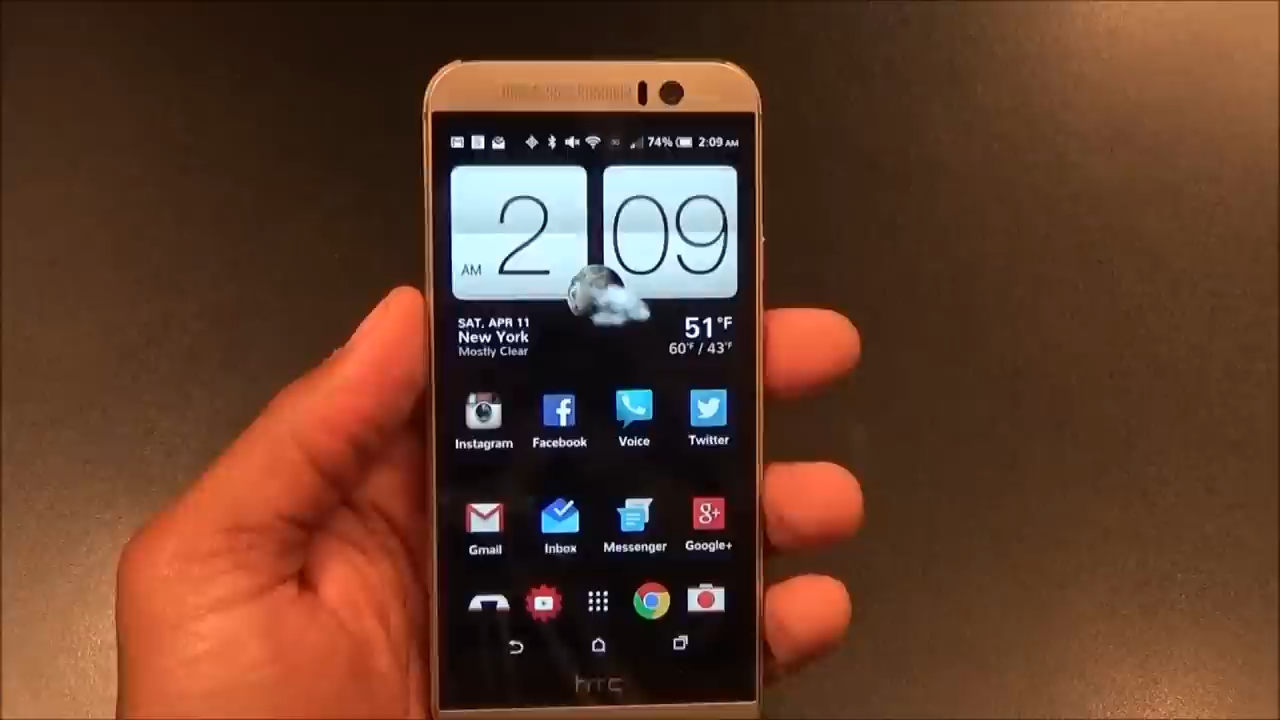 74% 2:09 AM
AM 2 09
SAT, APR 11
New York
Mostly Clear
51°F
60°F / 43°F
Instagram Facebook Voice Twitter
Gmail Inbox Messenger Google+
hTC